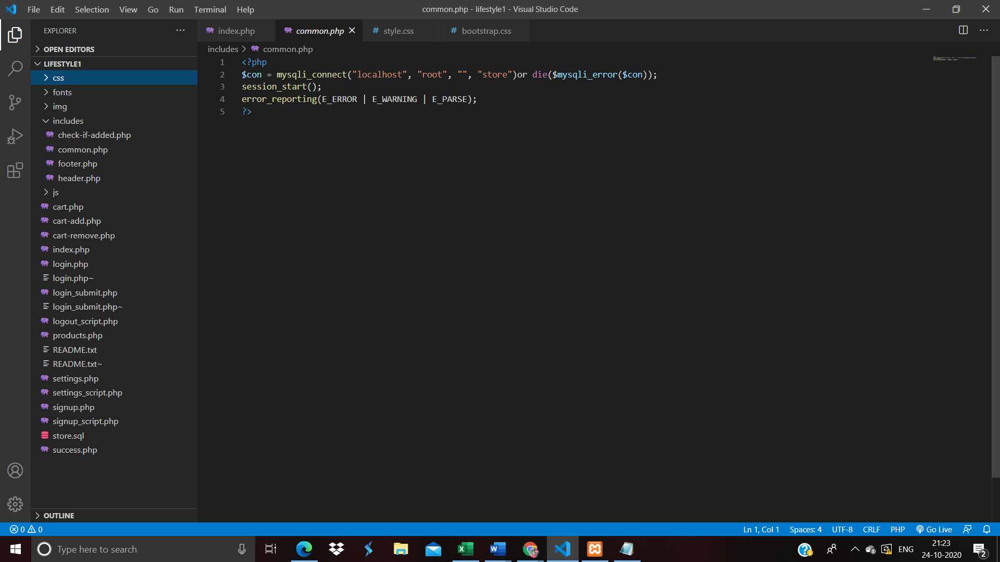 File Edit Selection View Go Run Terminal Help
common.php - lifestyle1 - Visual Studio Code
EXPLORER
OPEN EDITORS
LIFESTYLE1
css
fonts
img
includes
check-if-added.php
common.php
footer.php
header.php
js
cart.php
cart-add.php
cart-remove.php
index.php
login.php
login.php~
login_submit.php
login_submit.php~
logout_script.php
products.php
README.txt
README.txt~
settings.php
settings_script.php
signup.php
signup_script.php
store.sql
success.php
OUTLINE
index.php
common.php
# style.css
# bootstrap.css
includes > common.php
1 <?php
2 $con = mysqli_connect("localhost", "root", "", "store")or die($mysqli_error($con));
3 session_start();
4 error_reporting(E_ERROR | E_WARNING | E_PARSE);
5 ?>
0 0
Ln 1, Col 1 Spaces: 4 UTF-8 CRLF PHP Go Live
Type here to search
ENG
21:23
24-10-2020
2